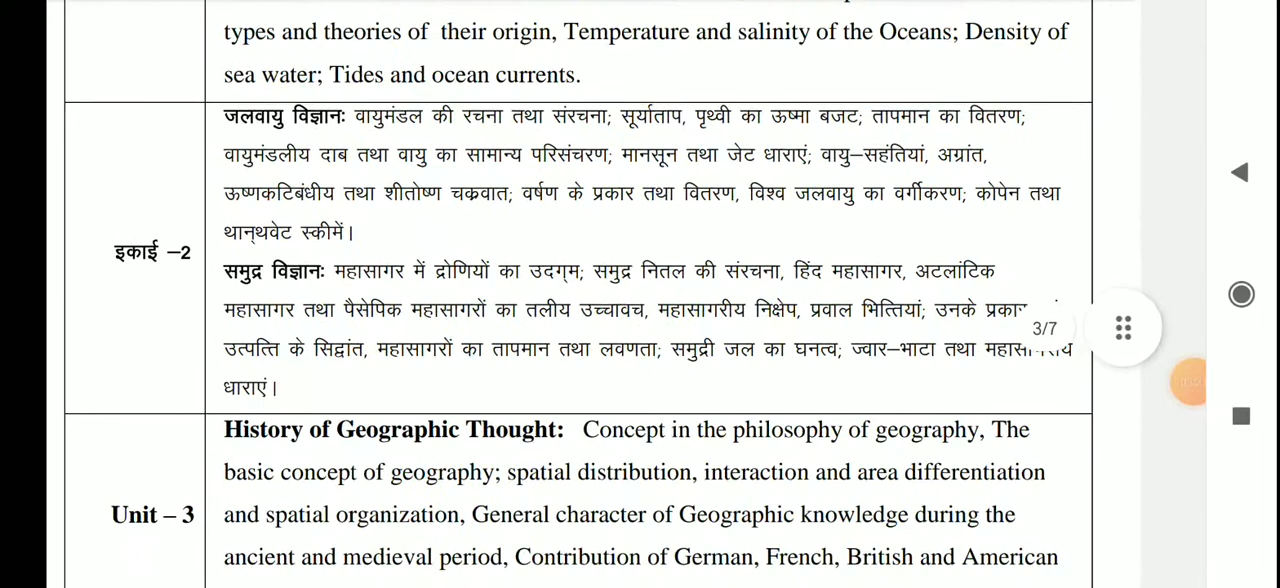 types and theories of their origin, Temperature and salinity of the Oceans; Density of
sea water; Tides and ocean currents.
जलवायु विज्ञानः वायुमंडल की रचना तथा संरचना; सूर्याताप, पृथ्वी का ऊष्मा बजट; तापमान का वितरण;
वायुमंडलीय दाब तथा वायु का सामान्य परिसंचरण; मानसून तथा जेट धाराएं; वायु–सहंतियां, अग्रांत,
ऊष्णकटिबंधीय तथा शीतोष्ण चक्रवात; वर्षण के प्रकार तथा वितरण, विश्व जलवायु का वर्गीकरण; कोपेन तथा
थान्थवेट स्कीमें।
इकाई –2
समुद्र विज्ञानः महासागर में द्रोणियों का उदगम्; समुद्र नितल की संरचना, हिंद महासागर, अटलांटिक
महासागर तथा पैसेपिक महासागरों का तलीय उच्चावच, महासागरीय निक्षेप, प्रवाल भित्तियां; उनके प्रकार
3/7
उत्पत्ति के सिद्वांत, महासागरों का तापमान तथा लवणता; समुद्री जल का घनत्व; ज्वार–भाटा तथा महासागरीय
धाराएं।
History of Geographic Thought: Concept in the philosophy of geography, The
basic concept of geography; spatial distribution, interaction and area differentiation
Unit – 3
and spatial organization, General character of Geographic knowledge during the
ancient and medieval period, Contribution of German, French, British and American